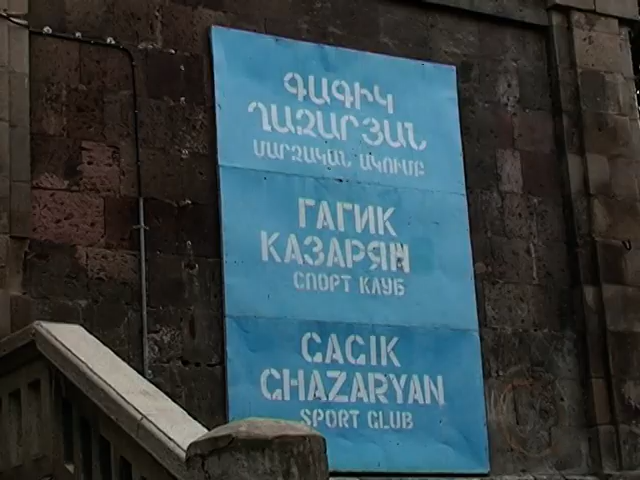 ԳԱԳԻԿ
ՂԱԶԱՐՅԱՆ
ՄԱՐԶԱԿԱՆ ԱԿՈՒՄԲ
ГАГИК
КАЗАРЯН
СПОРТ КЛУБ
GAGIK
GHAZARYAN
SPORT CLUB